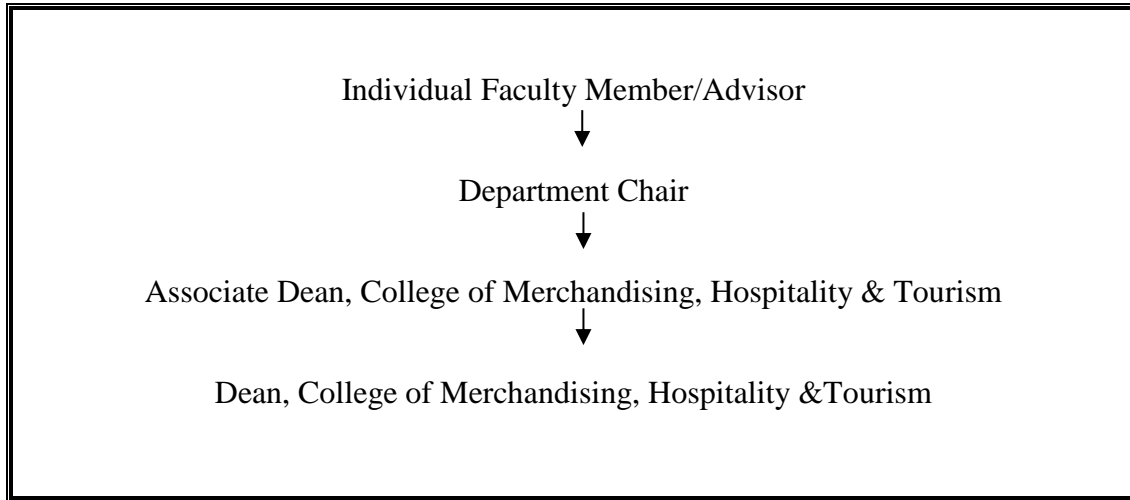 Individual Faculty Member/Advisor
Department Chair
Associate Dean, College of Merchandising, Hospitality & Tourism
Dean, College of Merchandising, Hospitality &Tourism